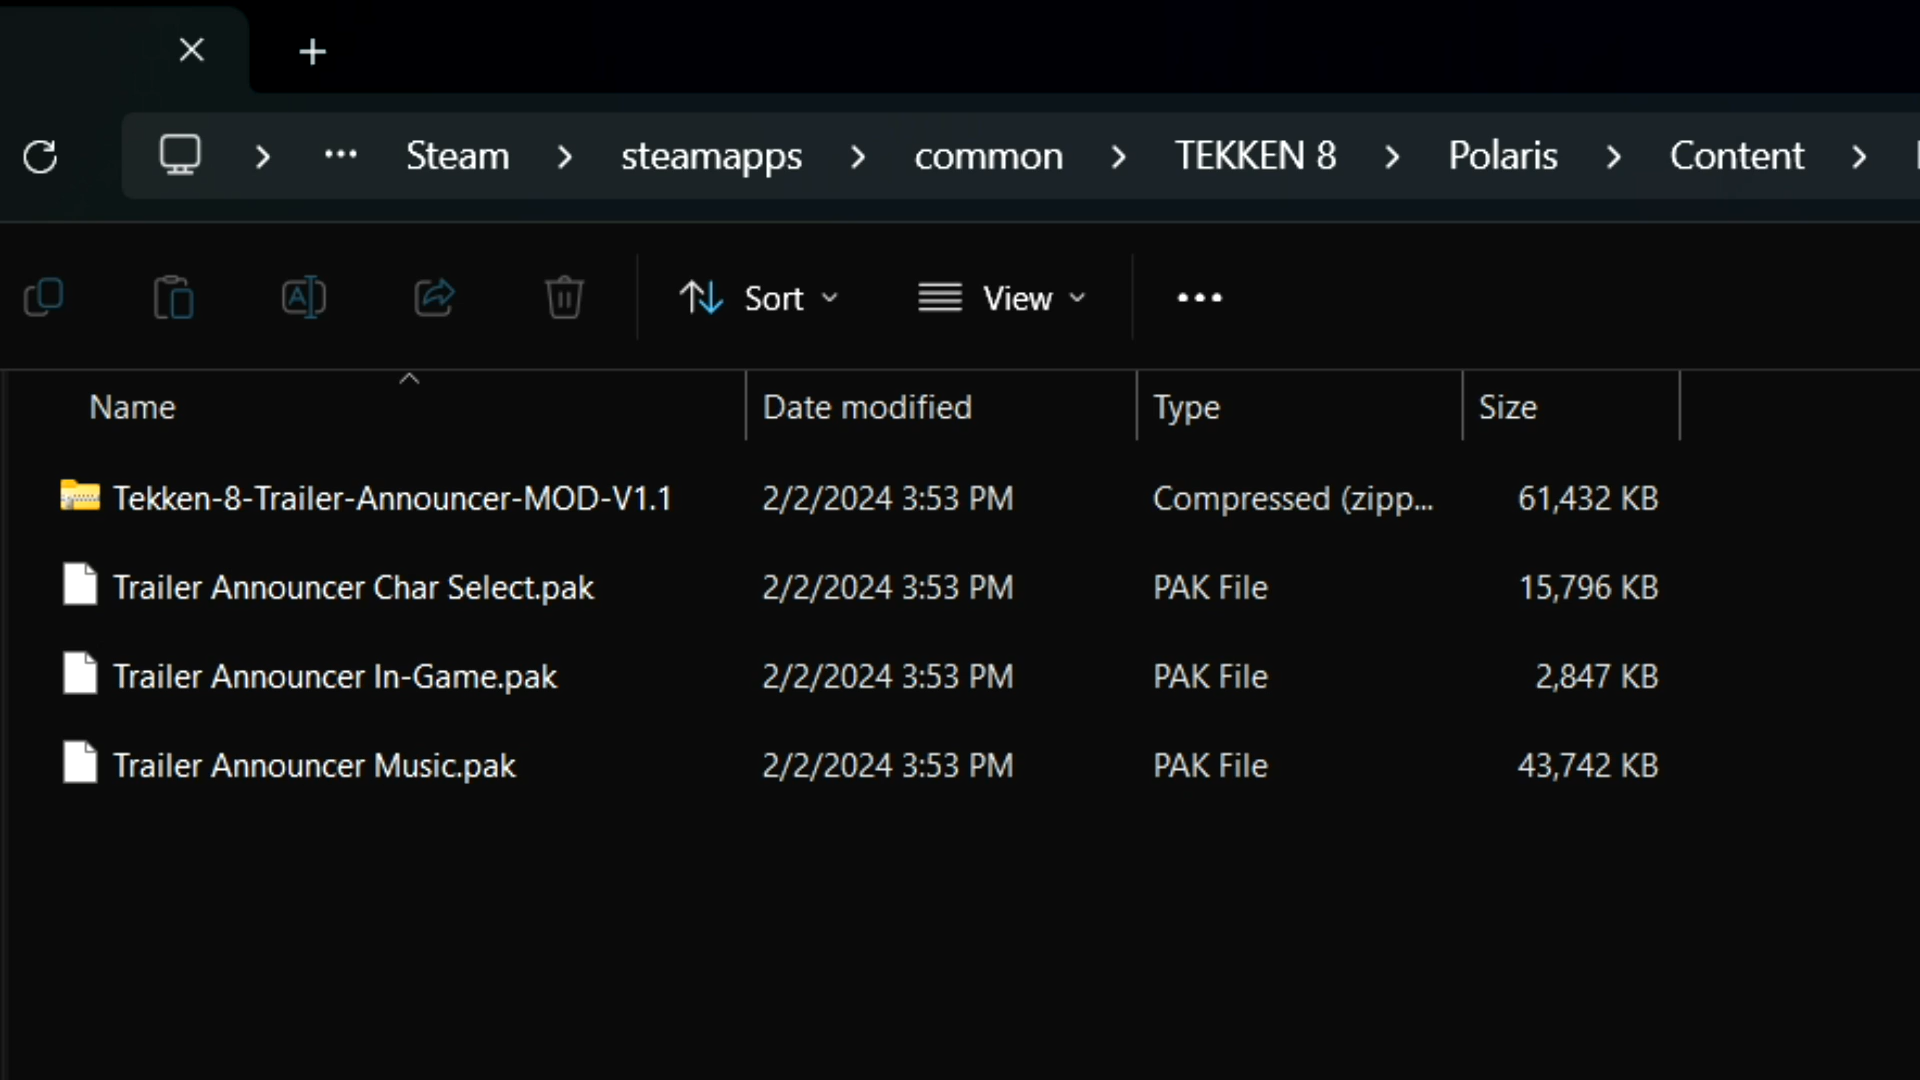 Steam > steamapps > common > TEKKEN 8 > Polaris > Content >
Sort View
Name Date modified Type Size
Tekken-8-Trailer-Announcer-MOD-V1.1 2/2/2024 3:53 PM Compressed (zipp... 61,432 KB
Trailer Announcer Char Select.pak 2/2/2024 3:53 PM PAK File 15,796 KB
Trailer Announcer In-Game.pak 2/2/2024 3:53 PM PAK File 2,847 KB
Trailer Announcer Music.pak 2/2/2024 3:53 PM PAK File 43,742 KB